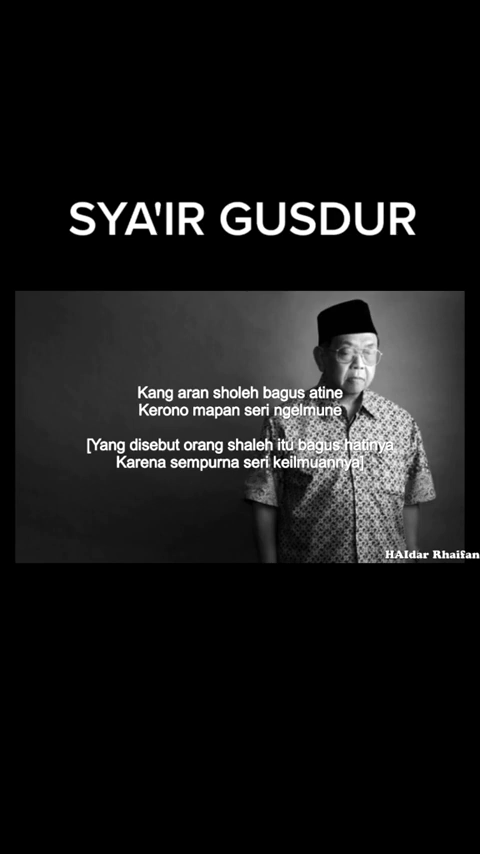 SYA'IR GUSDUR
Kang aran sholeh bagus atine
Kerono mapan seri ngelmune
[Yang disebut orang shaleh itu bagus hatinya
Karena sempurna seri keilmuannya]
HAIdar Rhaifan